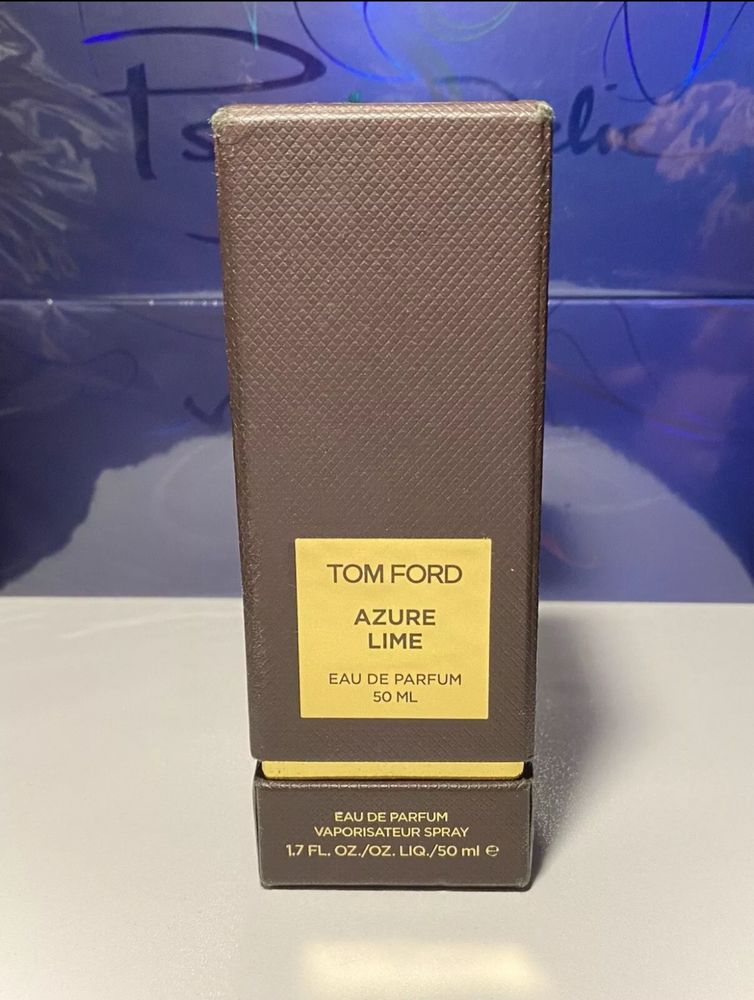 TOM FORD
AZURE
LIME
EAU DE PARFUM
50 ML
EAU DE PARFUM
VAPORISATEUR SPRAY
1.7 FL. OZ./OZ. LIQ./50 ml ℮